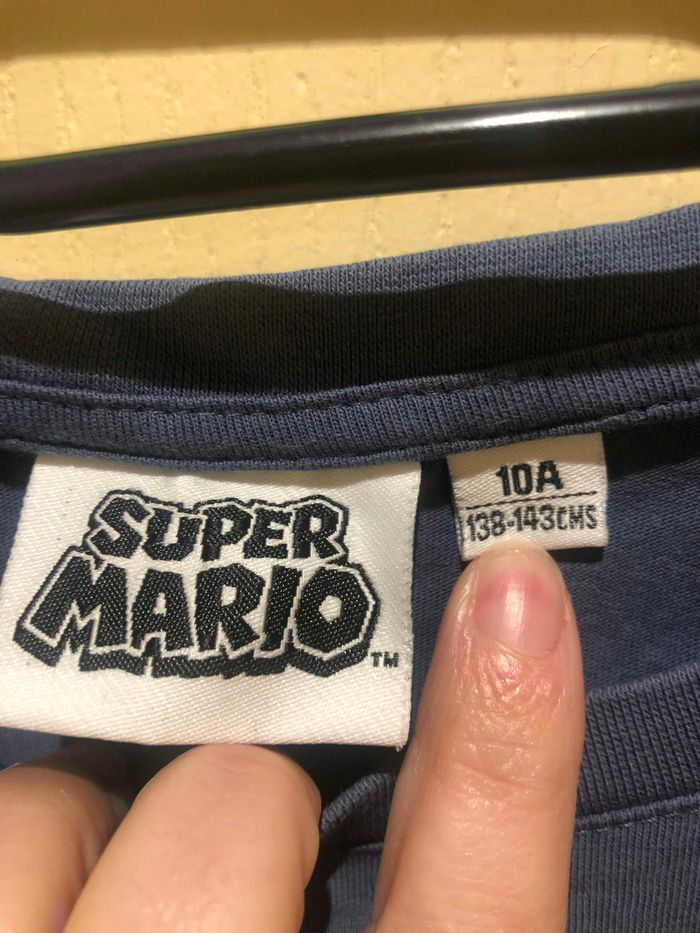 SUPER
MARIO
TM
10A
138-143CMS